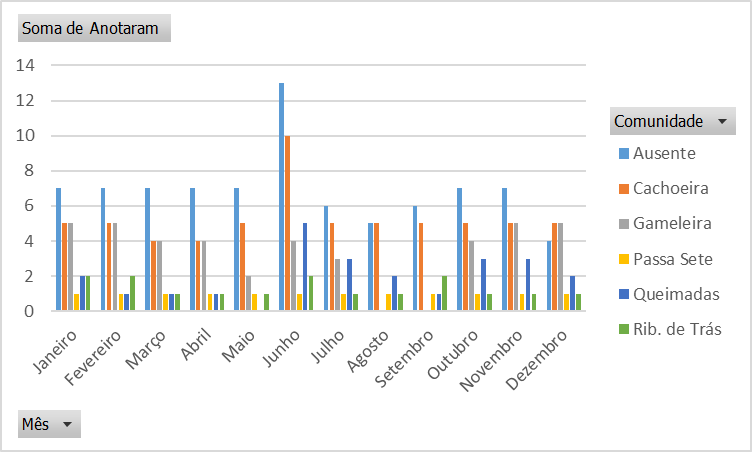 Soma de Anotaram
14
12
10
8
6
4
2
0
Janeiro
Fevereiro
Março
Abril
Maio
Junho
Julho
Agosto
Setembro
Outubro
Novembro
Dezembro
Comunidade
Ausente
Cachoeira
Gameleira
Passa Sete
Queimadas
Rib. de Trás
Mês